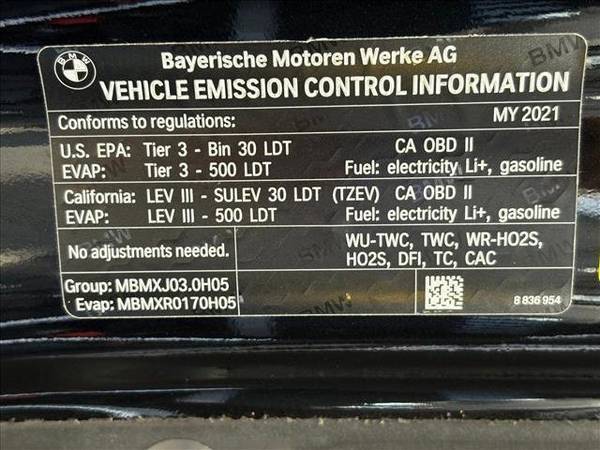 BMW
Bayerische Motoren Werke AG
VEHICLE EMISSION CONTROL INFORMATION
Conforms to regulations: MY 2021
U.S. EPA: Tier 3 - Bin 30 LDT CA OBD II
EVAP: Tier 3 - 500 LDT Fuel: electricity Li+, gasoline
California: LEV III - SULEV 30 LDT (TZEV) CA OBD II
EVAP: LEV III - 500 LDT Fuel: electricity Li+, gasoline
No adjustments needed. WU-TWC, TWC, WR-HO2S,
HO2S, DFI, TC, CAC
Group: MBMXJ03.0H05
Evap: MBMXR0170H05 8 836 954